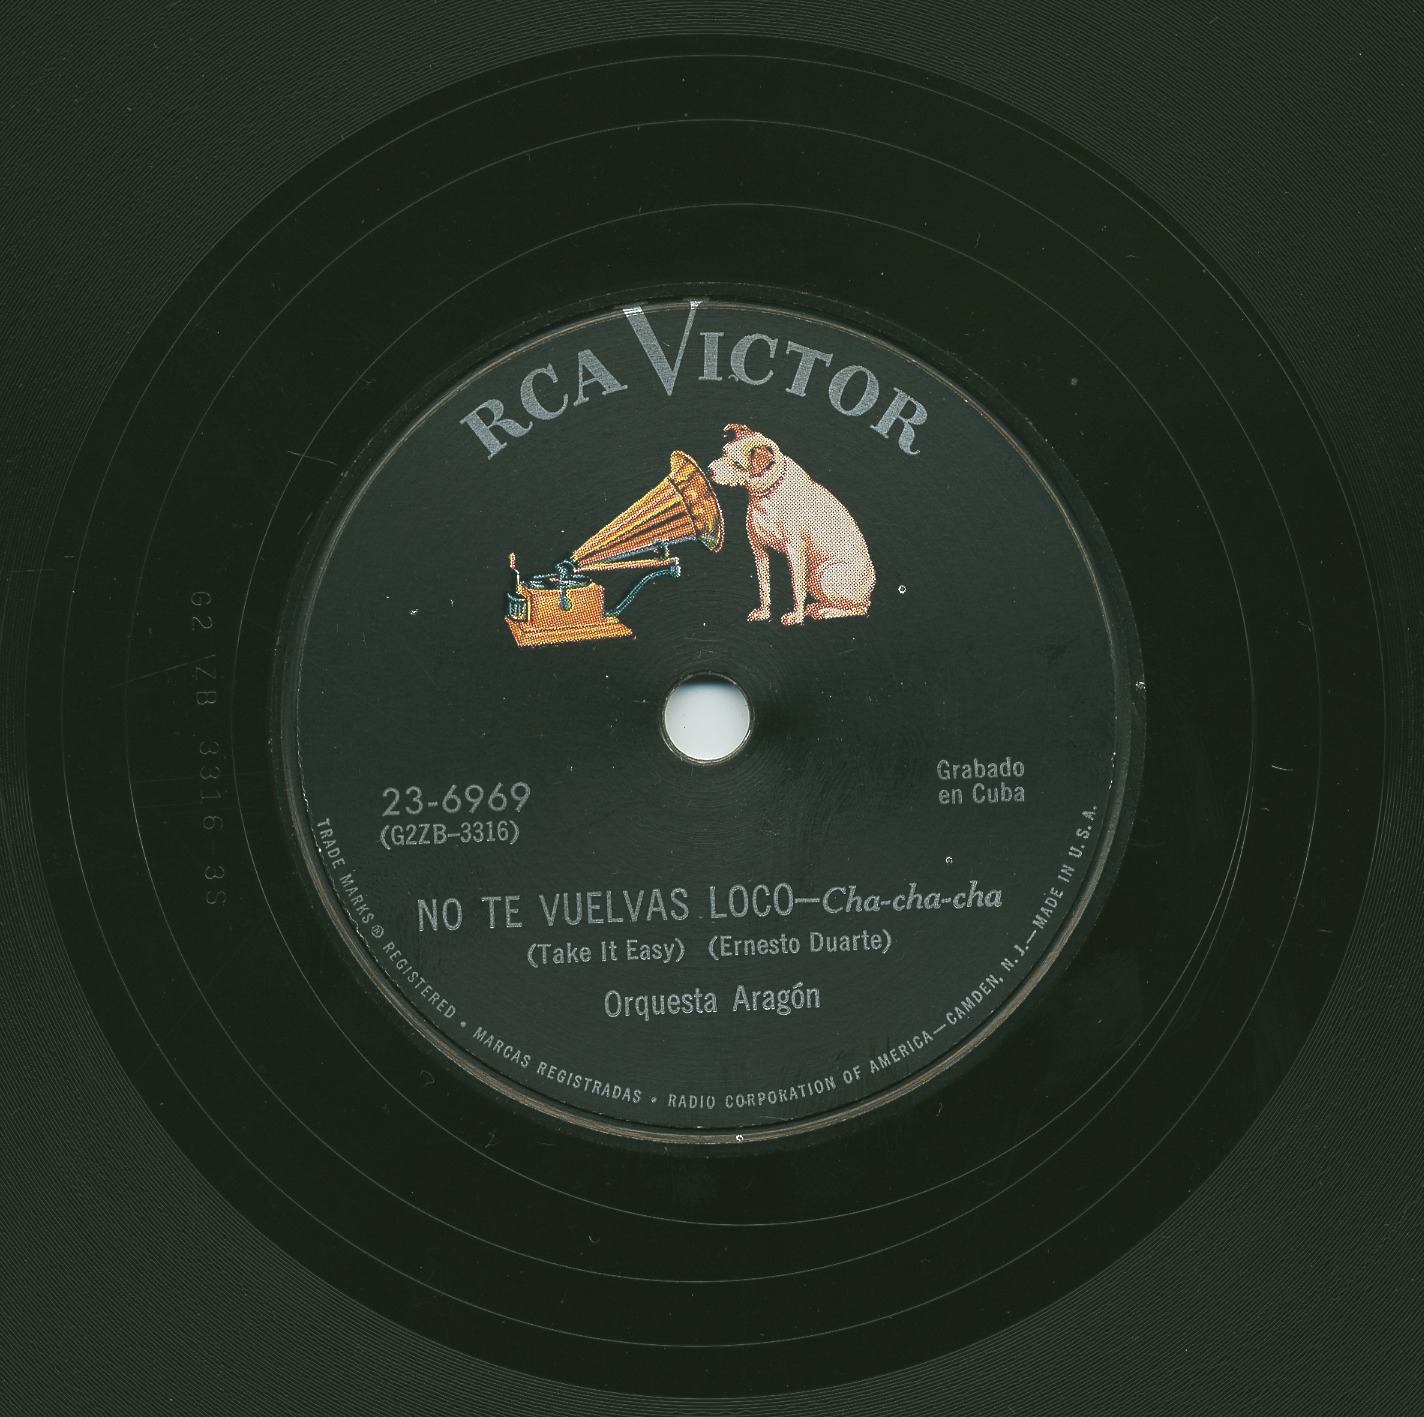 RCA VICTOR
23-6969
(G2ZB–3316)
Grabado
en Cuba
NO TE VUELVAS LOCO—Cha-cha-cha
(Take It Easy) (Ernesto Duarte)
Orquesta Aragón
TRADE MARKS ® REGISTERED • MARCAS REGISTRADAS • RADIO CORPORATION OF AMERICA—CAMDEN, N. J.—MADE IN U. S. A.
G2 ZB 3316-3S